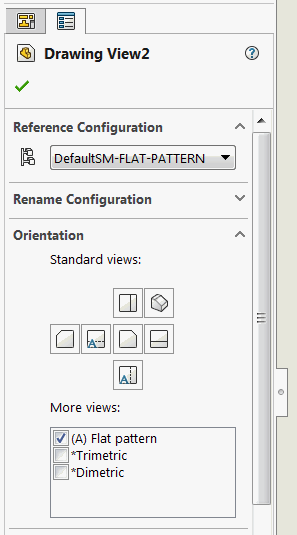 Drawing View2
?
Reference Configuration
DefaultSM-FLAT-PATTERN
Rename Configuration
Orientation
Standard views:
A
A
More views:
(A) Flat pattern
*Trimetric
*Dimetric